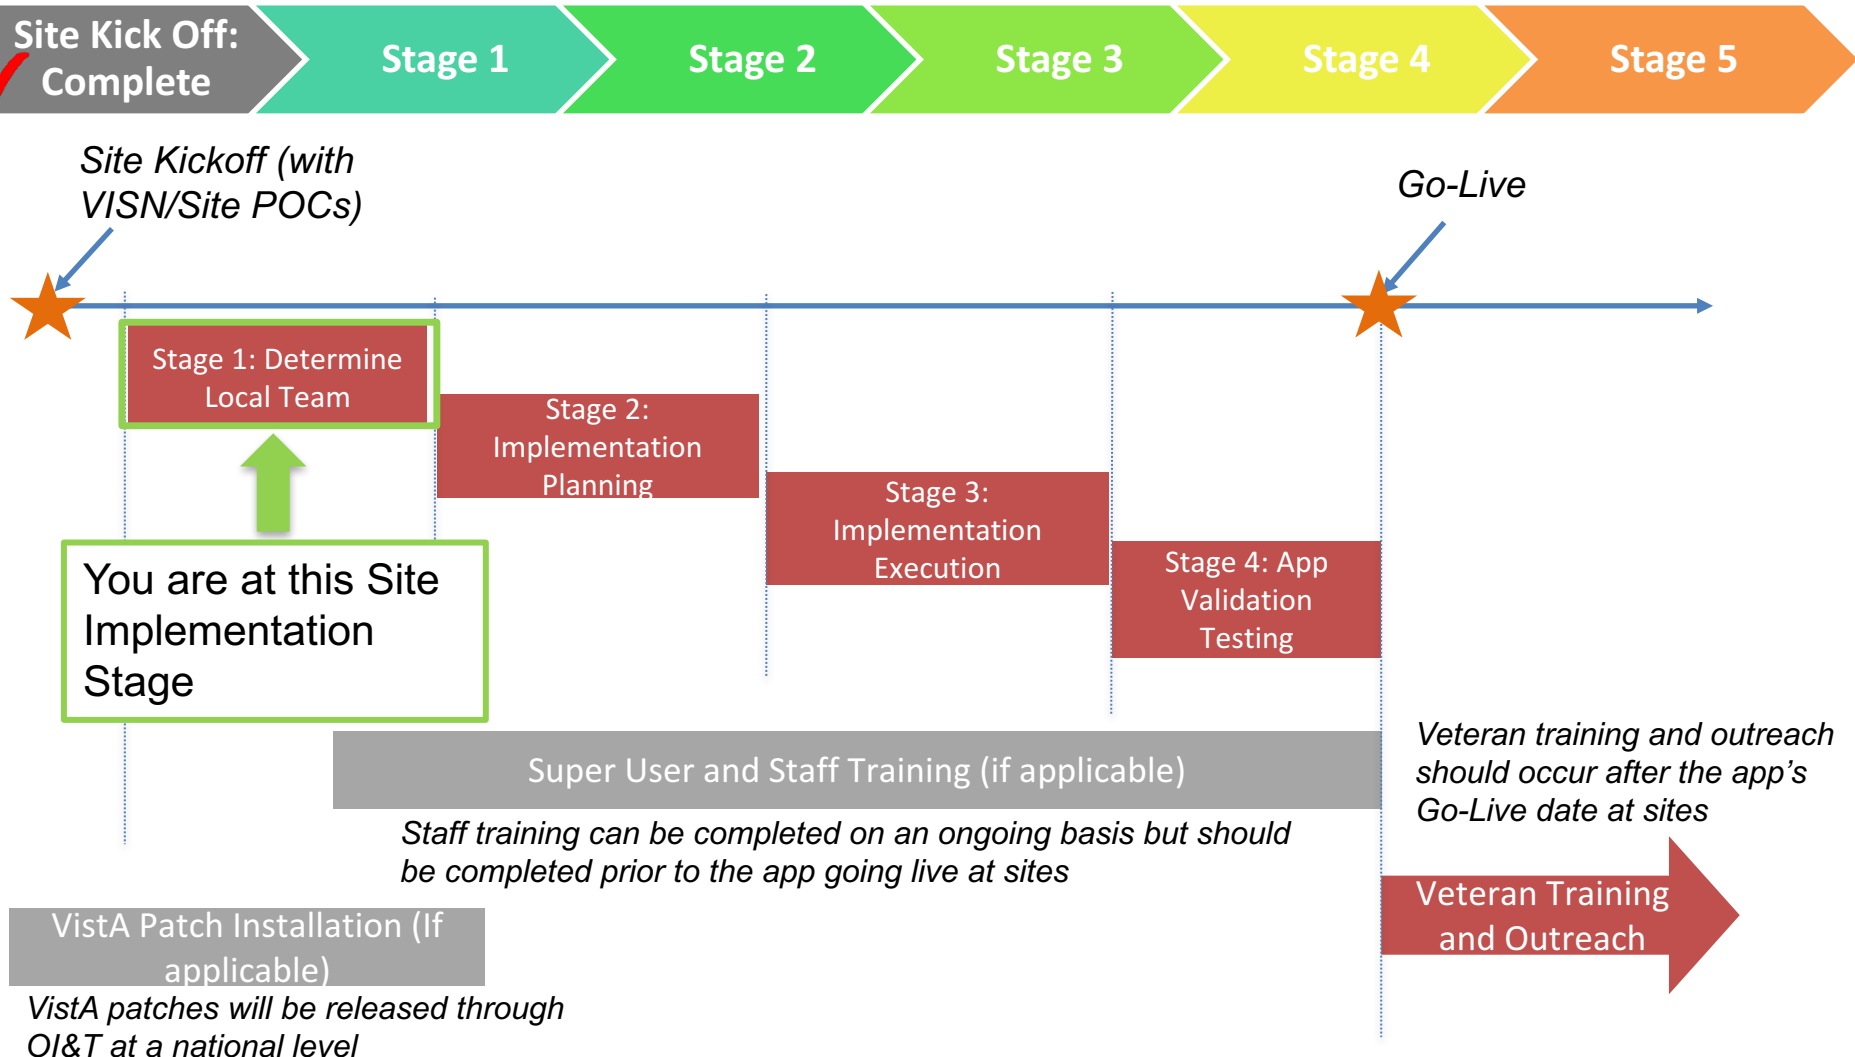 Site Kick Off:
Complete
Stage 1
Stage 2
Stage 3
Stage 4
Stage 5
Site Kickoff (with
VISN/Site POCs)
Go-Live
Stage 1: Determine
Local Team
Stage 2:
Implementation
Planning
Stage 3:
Implementation
Execution
Stage 4: App
Validation
Testing
You are at this Site
Implementation
Stage
Super User and Staff Training (if applicable)
Staff training can be completed on an ongoing basis but should
be completed prior to the app going live at sites
Veteran training and outreach
should occur after the app’s
Go-Live date at sites
Veteran Training
and Outreach
VistA Patch Installation (If
applicable)
VistA patches will be released through
OI&T at a national level